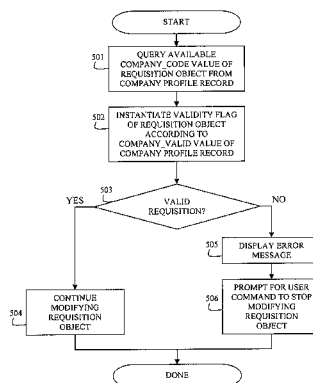 START
501
QUERY AVAILABLE
COMPANY_CODE VALUE OF
REQUISITION OBJECT FROM
COMPANY PROFILE RECORD
502
INSTANTIATE VALIDITY FLAG
OF REQUISITION OBJECT
ACCORDING TO
COMPANY_VALID VALUE OF
COMPANY PROFILE RECORD
503
YES
VALID
REQUISITION?
NO
505
DISPLAY ERROR
MESSAGE
504
CONTINUE
MODIFYING
REQUISITION
OBJECT
506
PROMPT FOR USER
COMMAND TO STOP
MODIFYING
REQUISITION
OBJECT
DONE